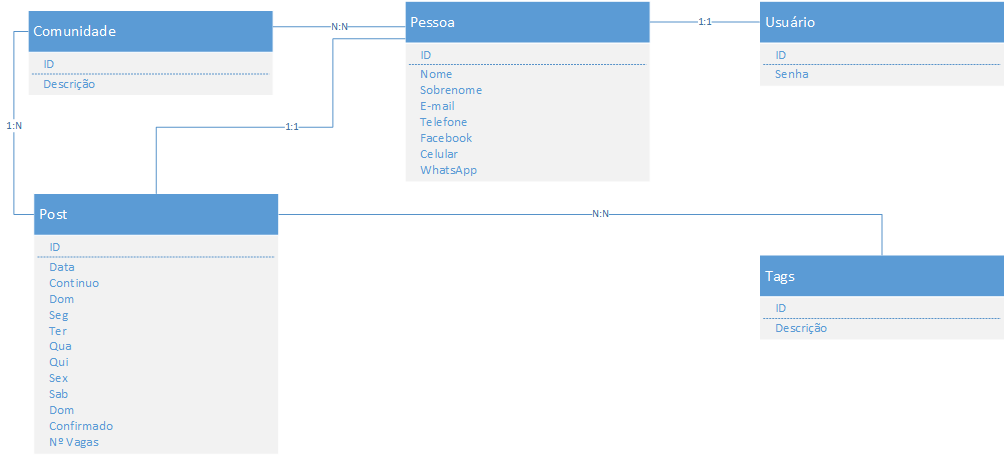 Comunidade
ID
Descrição
N:N
Pessoa
ID
Nome
Sobrenome
E-mail
Telefone
Facebook
Celular
WhatsApp
1:1
Usuário
ID
Senha
1:N
1:1
Post
ID
Data
Continuo
Dom
Seg
Ter
Qua
Qui
Sex
Sab
Dom
Confirmado
Nº Vagas
N:N
Tags
ID
Descrição